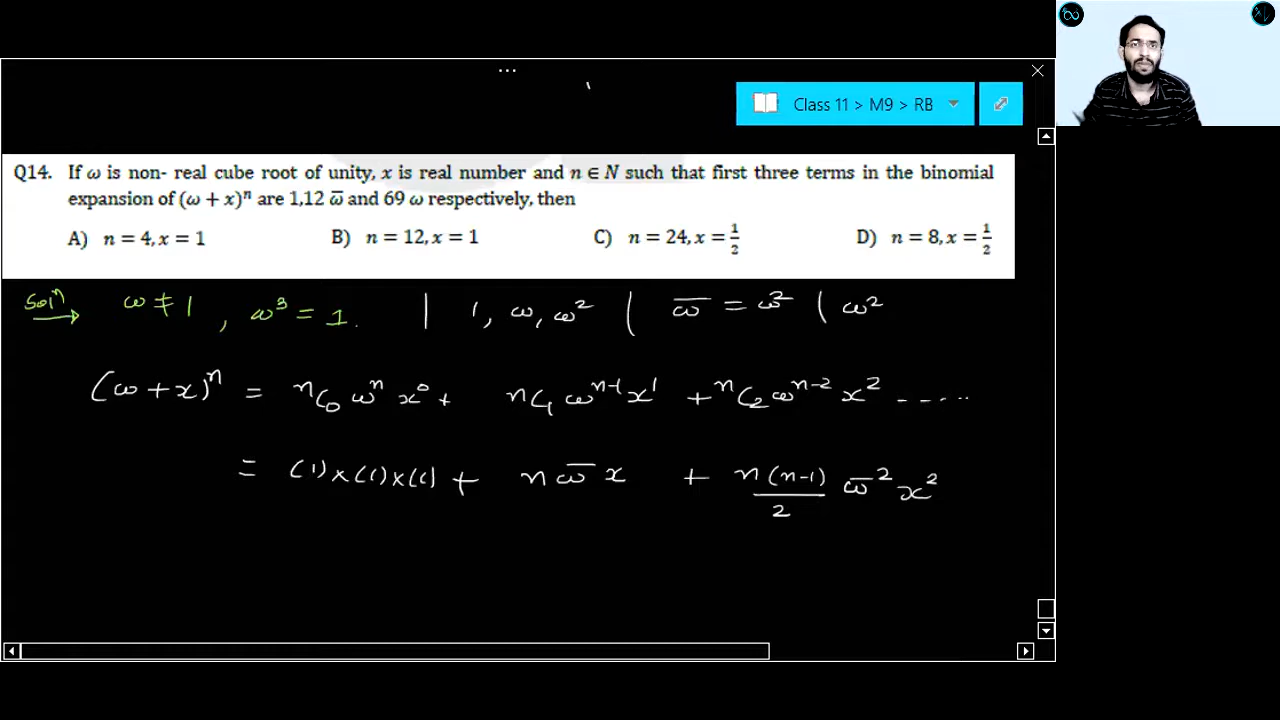 ...
Class 11 > M9 > RB
Q14. If ω is non- real cube root of unity, x is real number and n ∈ N such that first three terms in the binomial
expansion of (ω + x)ⁿ are 1,12 ω̅ and 69 ω respectively, then
A) n = 4, x = 1 B) n = 12, x = 1 C) n = 24, x = 1/2 D) n = 8, x = 1/2
Solⁿ → ω ≠ 1 , ω³ = 1. | 1, ω, ω² | ω̅ = ω² | ω²
(ω + x)ⁿ = ⁿC₀ ωⁿ x⁰ + ⁿC₁ ωⁿ⁻¹ x¹ + ⁿC₂ ωⁿ⁻² x² -----
= (1) × (1) × (1) + n ω̅ x + n(n-1)/2 ω̅² x²